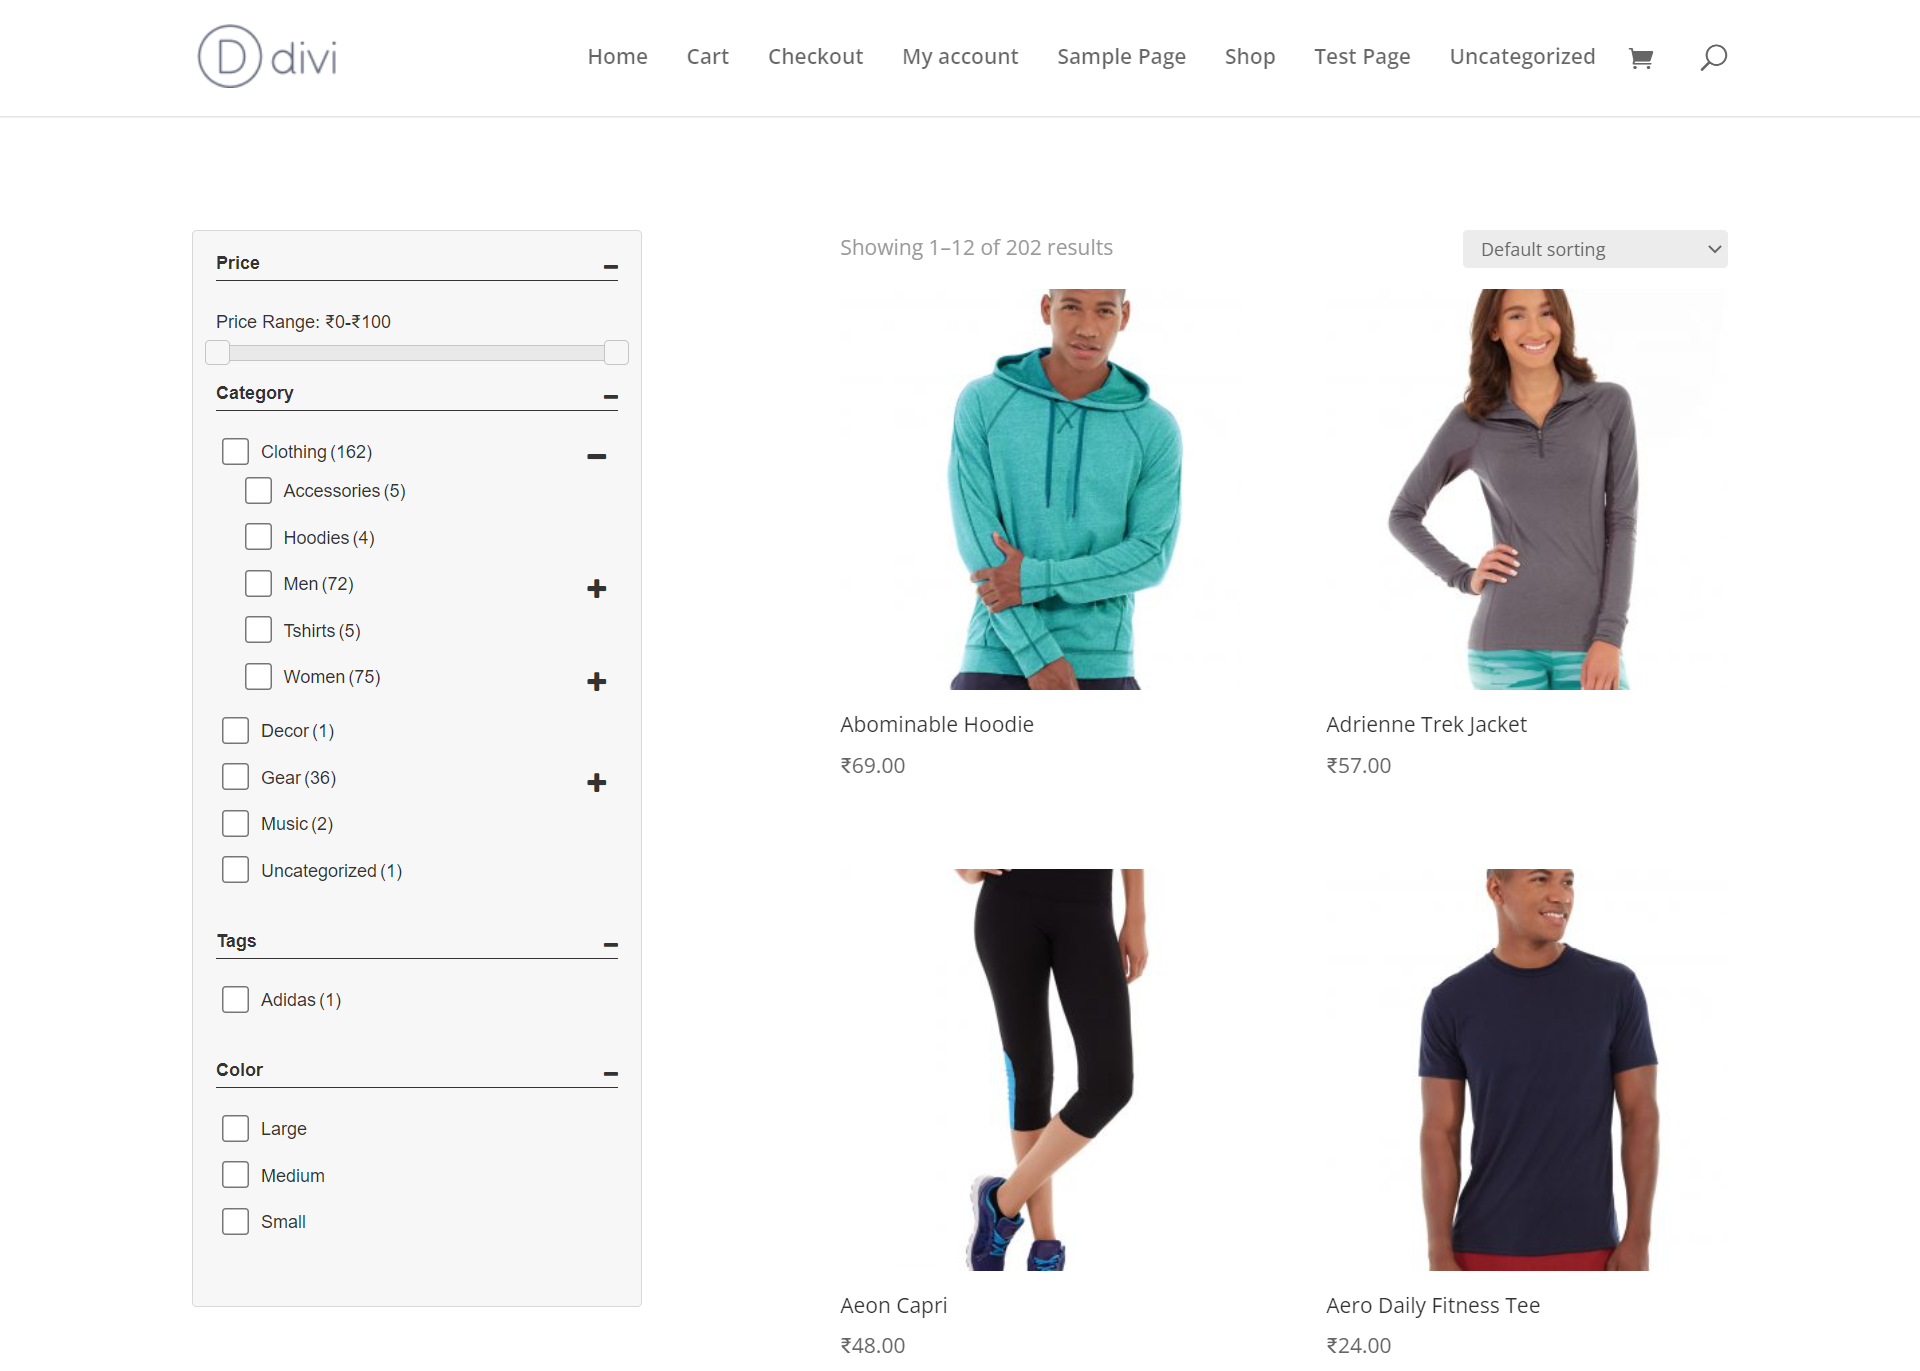 D divi
Home Cart Checkout My account Sample Page Shop Test Page Uncategorized
Price
Price Range: ₹0-₹100
Category
Clothing (162)
Accessories (5)
Hoodies (4)
Men (72)
Tshirts (5)
Women (75)
Decor (1)
Gear (36)
Music (2)
Uncategorized (1)
Tags
Adidas (1)
Color
Large
Medium
Small
Showing 1–12 of 202 results
Default sorting
Abominable Hoodie
₹69.00
Adrienne Trek Jacket
₹57.00
Aeon Capri
₹48.00
Aero Daily Fitness Tee
₹24.00